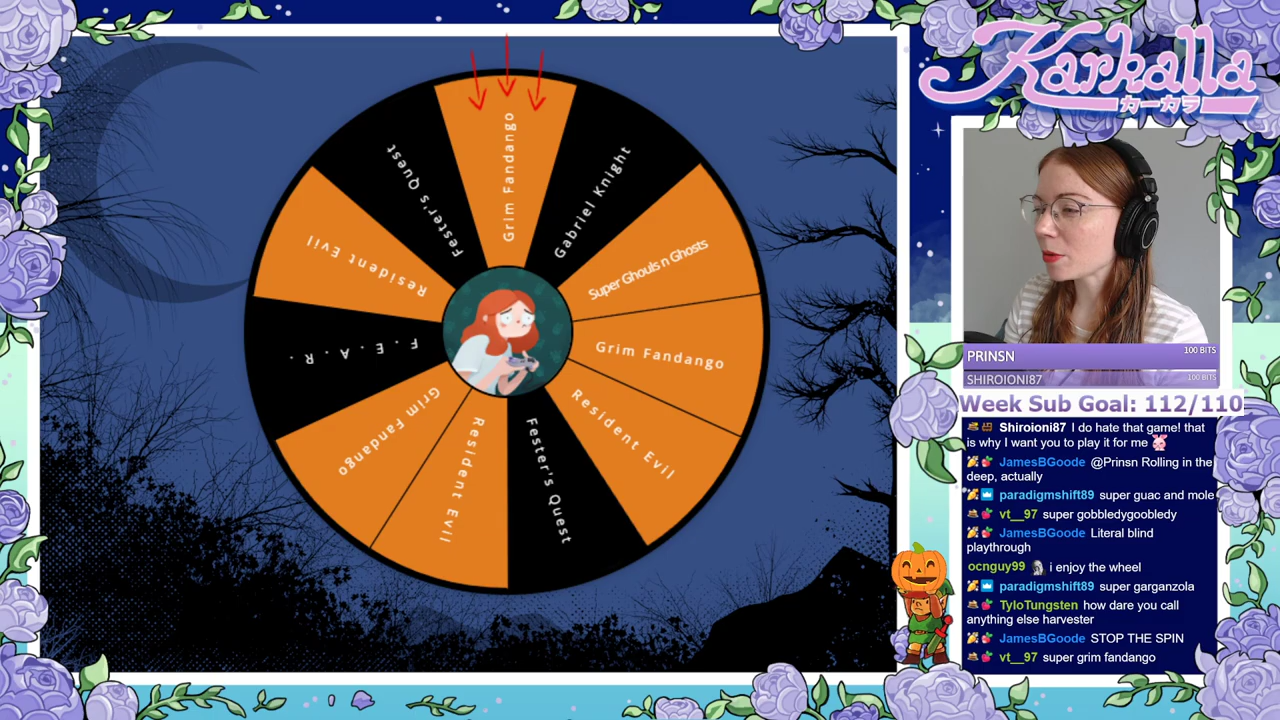 Karkalla
カーカラ
Grim Fandango
Gabriel Knight
Super Ghouls n Ghosts
Grim Fandango
Resident Evil
Fester's Quest
Resident Evil
Grim Fandango
F.E.A.R.
Resident Evil
Fester's Quest
PRINSN 100 BITS
SHIROIONI87 100 BITS
Week Sub Goal: 112/110
Shiroioni87 I do hate that game! that
is why I want you to play it for me
JamesBGoode @Prinsn Rolling in the
deep, actually
paradigmshift89 super guac and mole
vt__97 super gobbledygoobledy
JamesBGoode Literal blind
playthrough
ocnguy99 i enjoy the wheel
paradigmshift89 super garganzola
TyloTungsten how dare you call
anything else harvester
JamesBGoode STOP THE SPIN
vt__97 super grim fandango